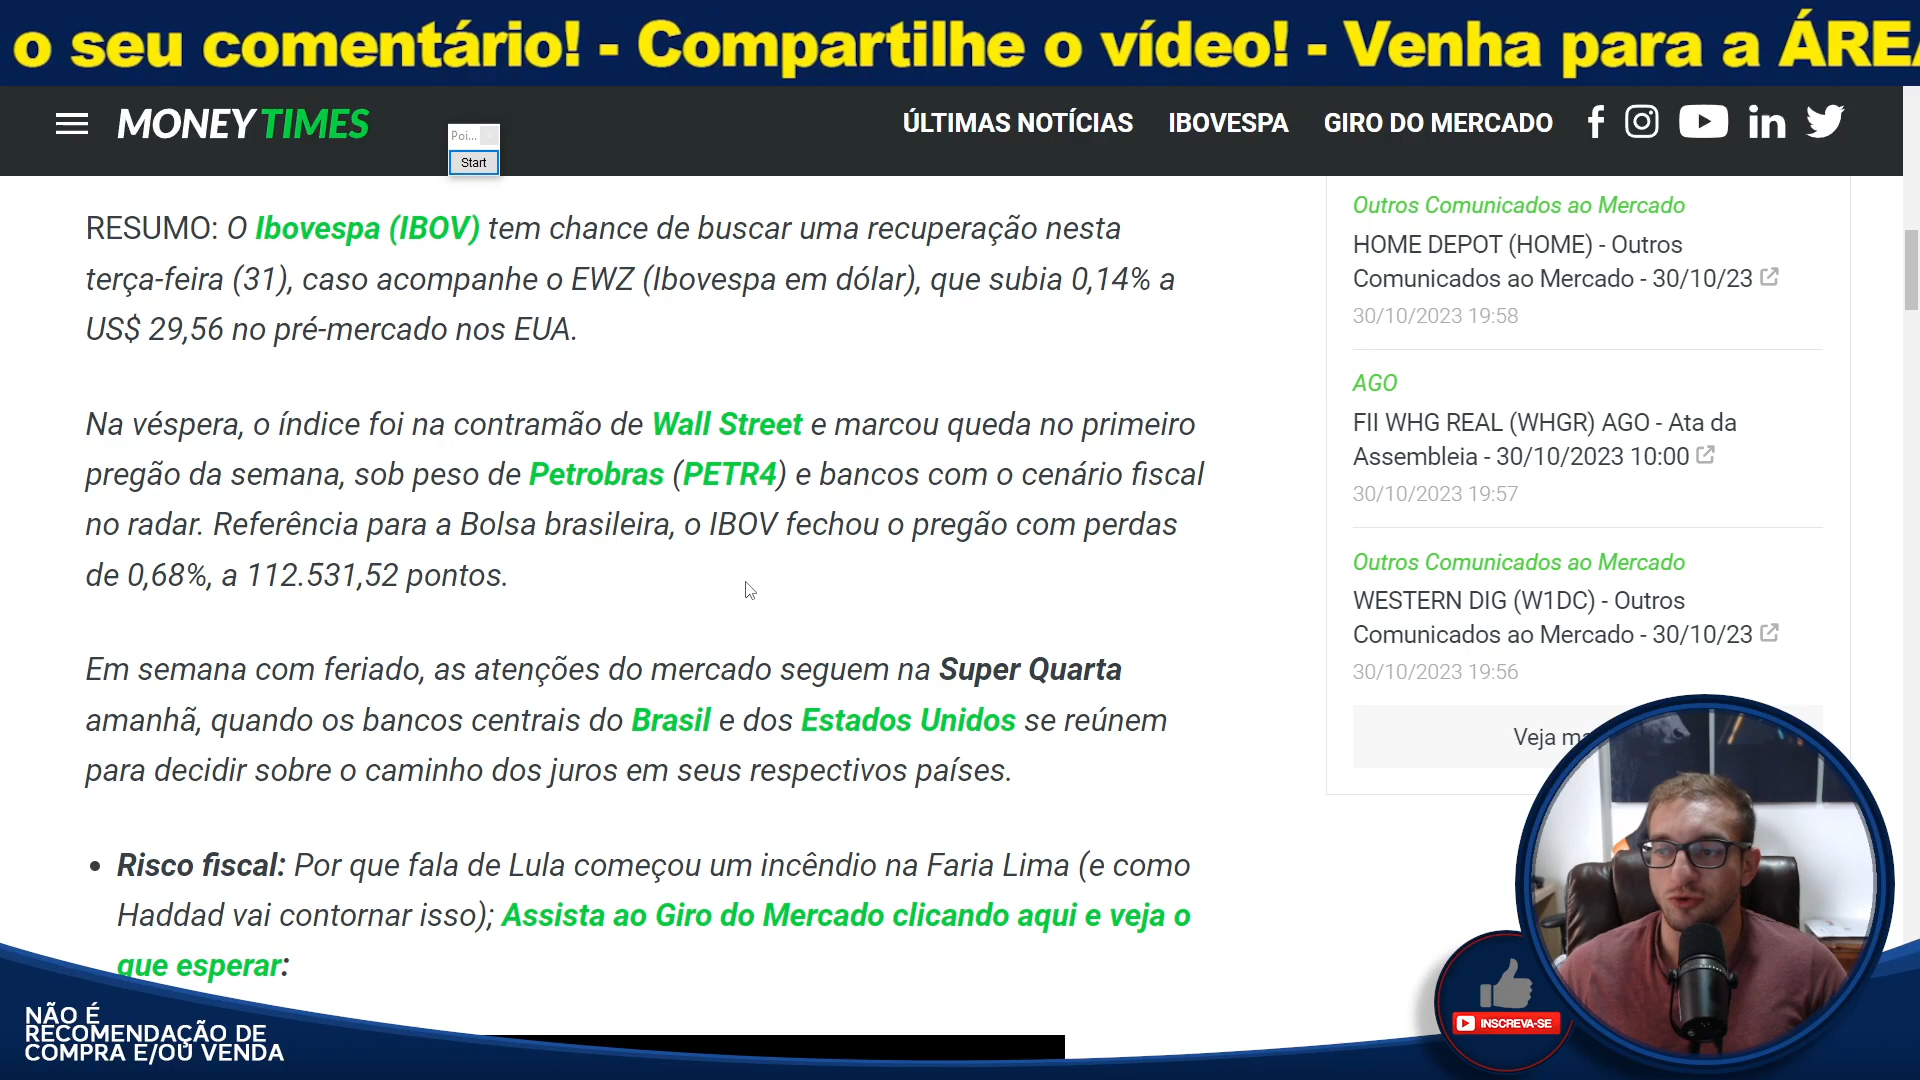 o seu comentário! - Compartilhe o vídeo! - Venha para a ÁREA
MONEY TIMES
ÚLTIMAS NOTÍCIAS IBOVESPA GIRO DO MERCADO
Poi...
Start
RESUMO: O Ibovespa (IBOV) tem chance de buscar uma recuperação nesta
terça-feira (31), caso acompanhe o EWZ (Ibovespa em dólar), que subia 0,14% a
US$ 29,56 no pré-mercado nos EUA.
Na véspera, o índice foi na contramão de Wall Street e marcou queda no primeiro
pregão da semana, sob peso de Petrobras (PETR4) e bancos com o cenário fiscal
no radar. Referência para a Bolsa brasileira, o IBOV fechou o pregão com perdas
de 0,68%, a 112.531,52 pontos.
Em semana com feriado, as atenções do mercado seguem na Super Quarta
amanhã, quando os bancos centrais do Brasil e dos Estados Unidos se reúnem
para decidir sobre o caminho dos juros em seus respectivos países.
• Risco fiscal: Por que fala de Lula começou um incêndio na Faria Lima (e como
Haddad vai contornar isso); Assista ao Giro do Mercado clicando aqui e veja o
que esperar:
Outros Comunicados ao Mercado
HOME DEPOT (HOME) - Outros
Comunicados ao Mercado - 30/10/23
30/10/2023 19:58
AGO
FII WHG REAL (WHGR) AGO - Ata da
Assembleia - 30/10/2023 10:00
30/10/2023 19:57
Outros Comunicados ao Mercado
WESTERN DIG (W1DC) - Outros
Comunicados ao Mercado - 30/10/23
30/10/2023 19:56
Veja ma
INSCREVA-SE
NÃO É
RECOMENDAÇÃO DE
COMPRA E/OU VENDA